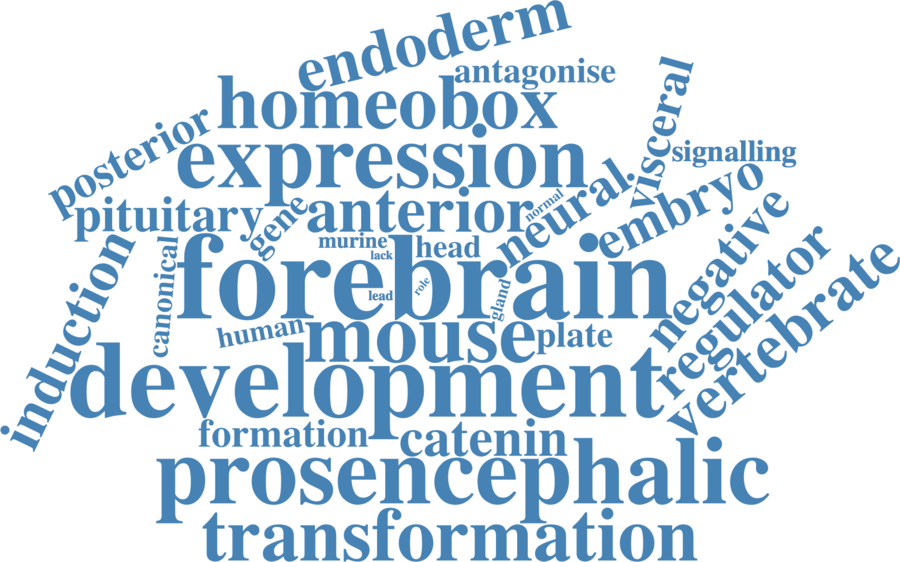 endoderm
antagonise
homeobox
visceral
posterior
expression
signalling
pituitary
gene
anterior
normal
neural
embryo
murine
lack
head
negative
induction
canonical
forebrain
lead
role
gland
regulator
human
mouse
plate
vertebrate
development
formation
catenin
prosencephalic
transformation